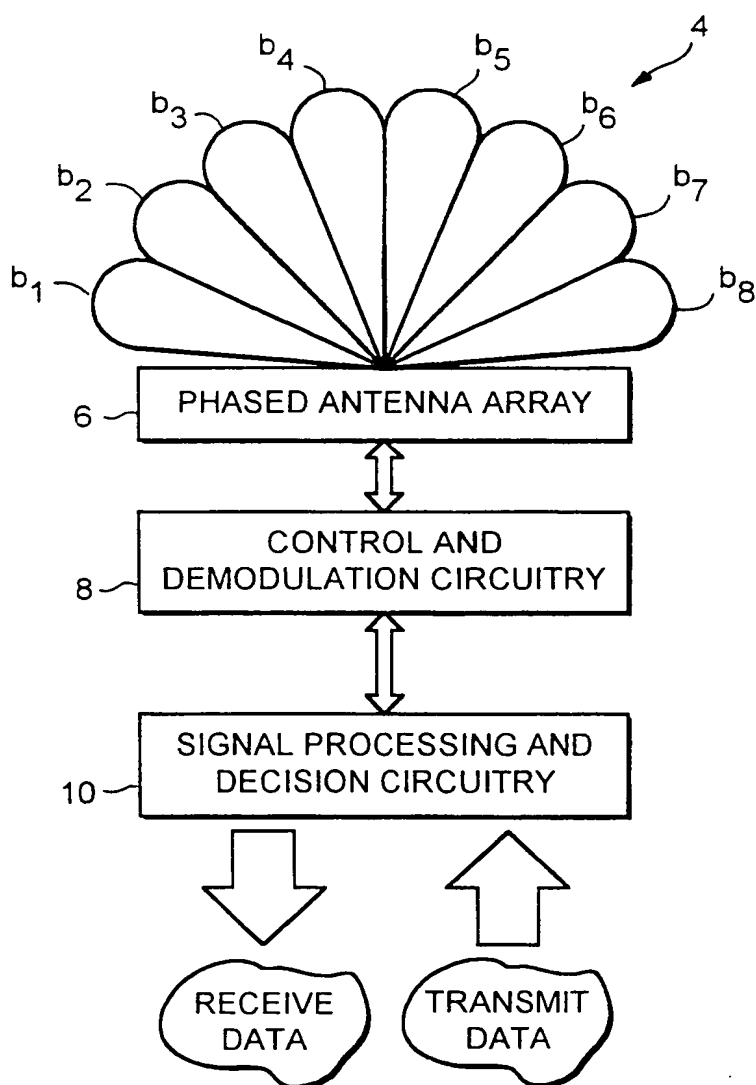 4
b5
b4
b3
b6
b2
b7
b1
b8
6
PHASED ANTENNA ARRAY
CONTROL AND
8
DEMODULATION CIRCUITRY
SIGNAL PROCESSING AND
10
DECISION CIRCUITRY
RECEIVE
DATA
TRANSMIT
DATA